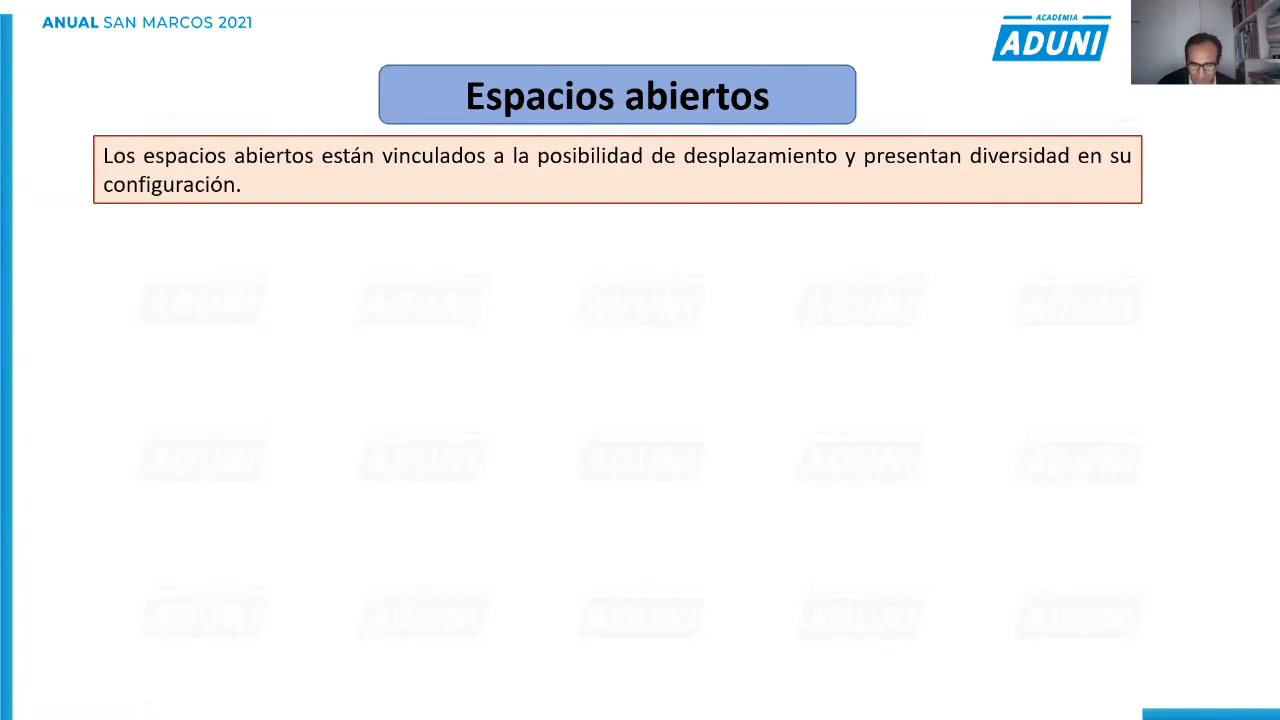 ANUAL SAN MARCOS 2021
ACADEMIA
ADUNI
Espacios abiertos
Los espacios abiertos están vinculados a la posibilidad de desplazamiento y presentan diversidad en su
configuración.